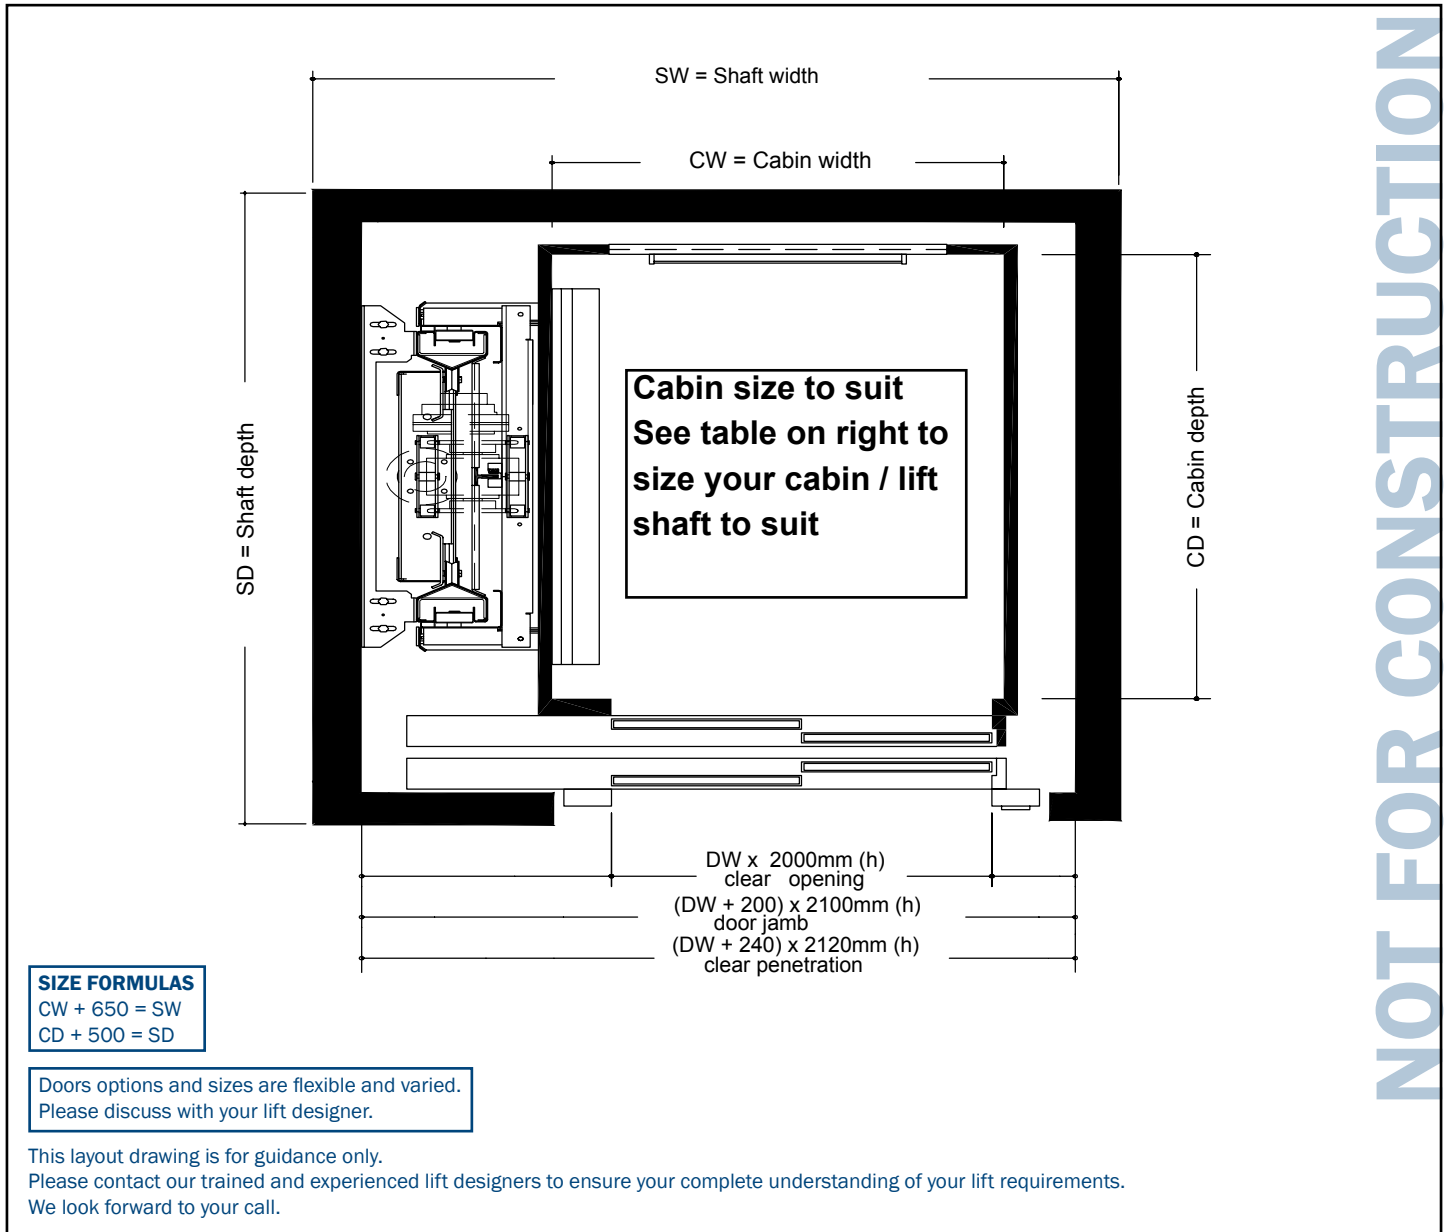 SW = Shaft width
CW = Cabin width
SD = Shaft depth
Cabin size to suit
See table on right to
size your cabin / lift
shaft to suit
CD = Cabin depth
NOT FOR CONSTRUCTION
DW x 2000mm (h)
clear opening
(DW + 200) x 2100mm (h)
door jamb
(DW + 240) x 2120mm (h)
clear penetration
SIZE FORMULAS
CW + 650 = SW
CD + 500 = SD
Doors options and sizes are flexible and varied.
Please discuss with your lift designer.
This layout drawing is for guidance only.
Please contact our trained and experienced lift designers to ensure your complete understanding of your lift requirements.
We look forward to your call.